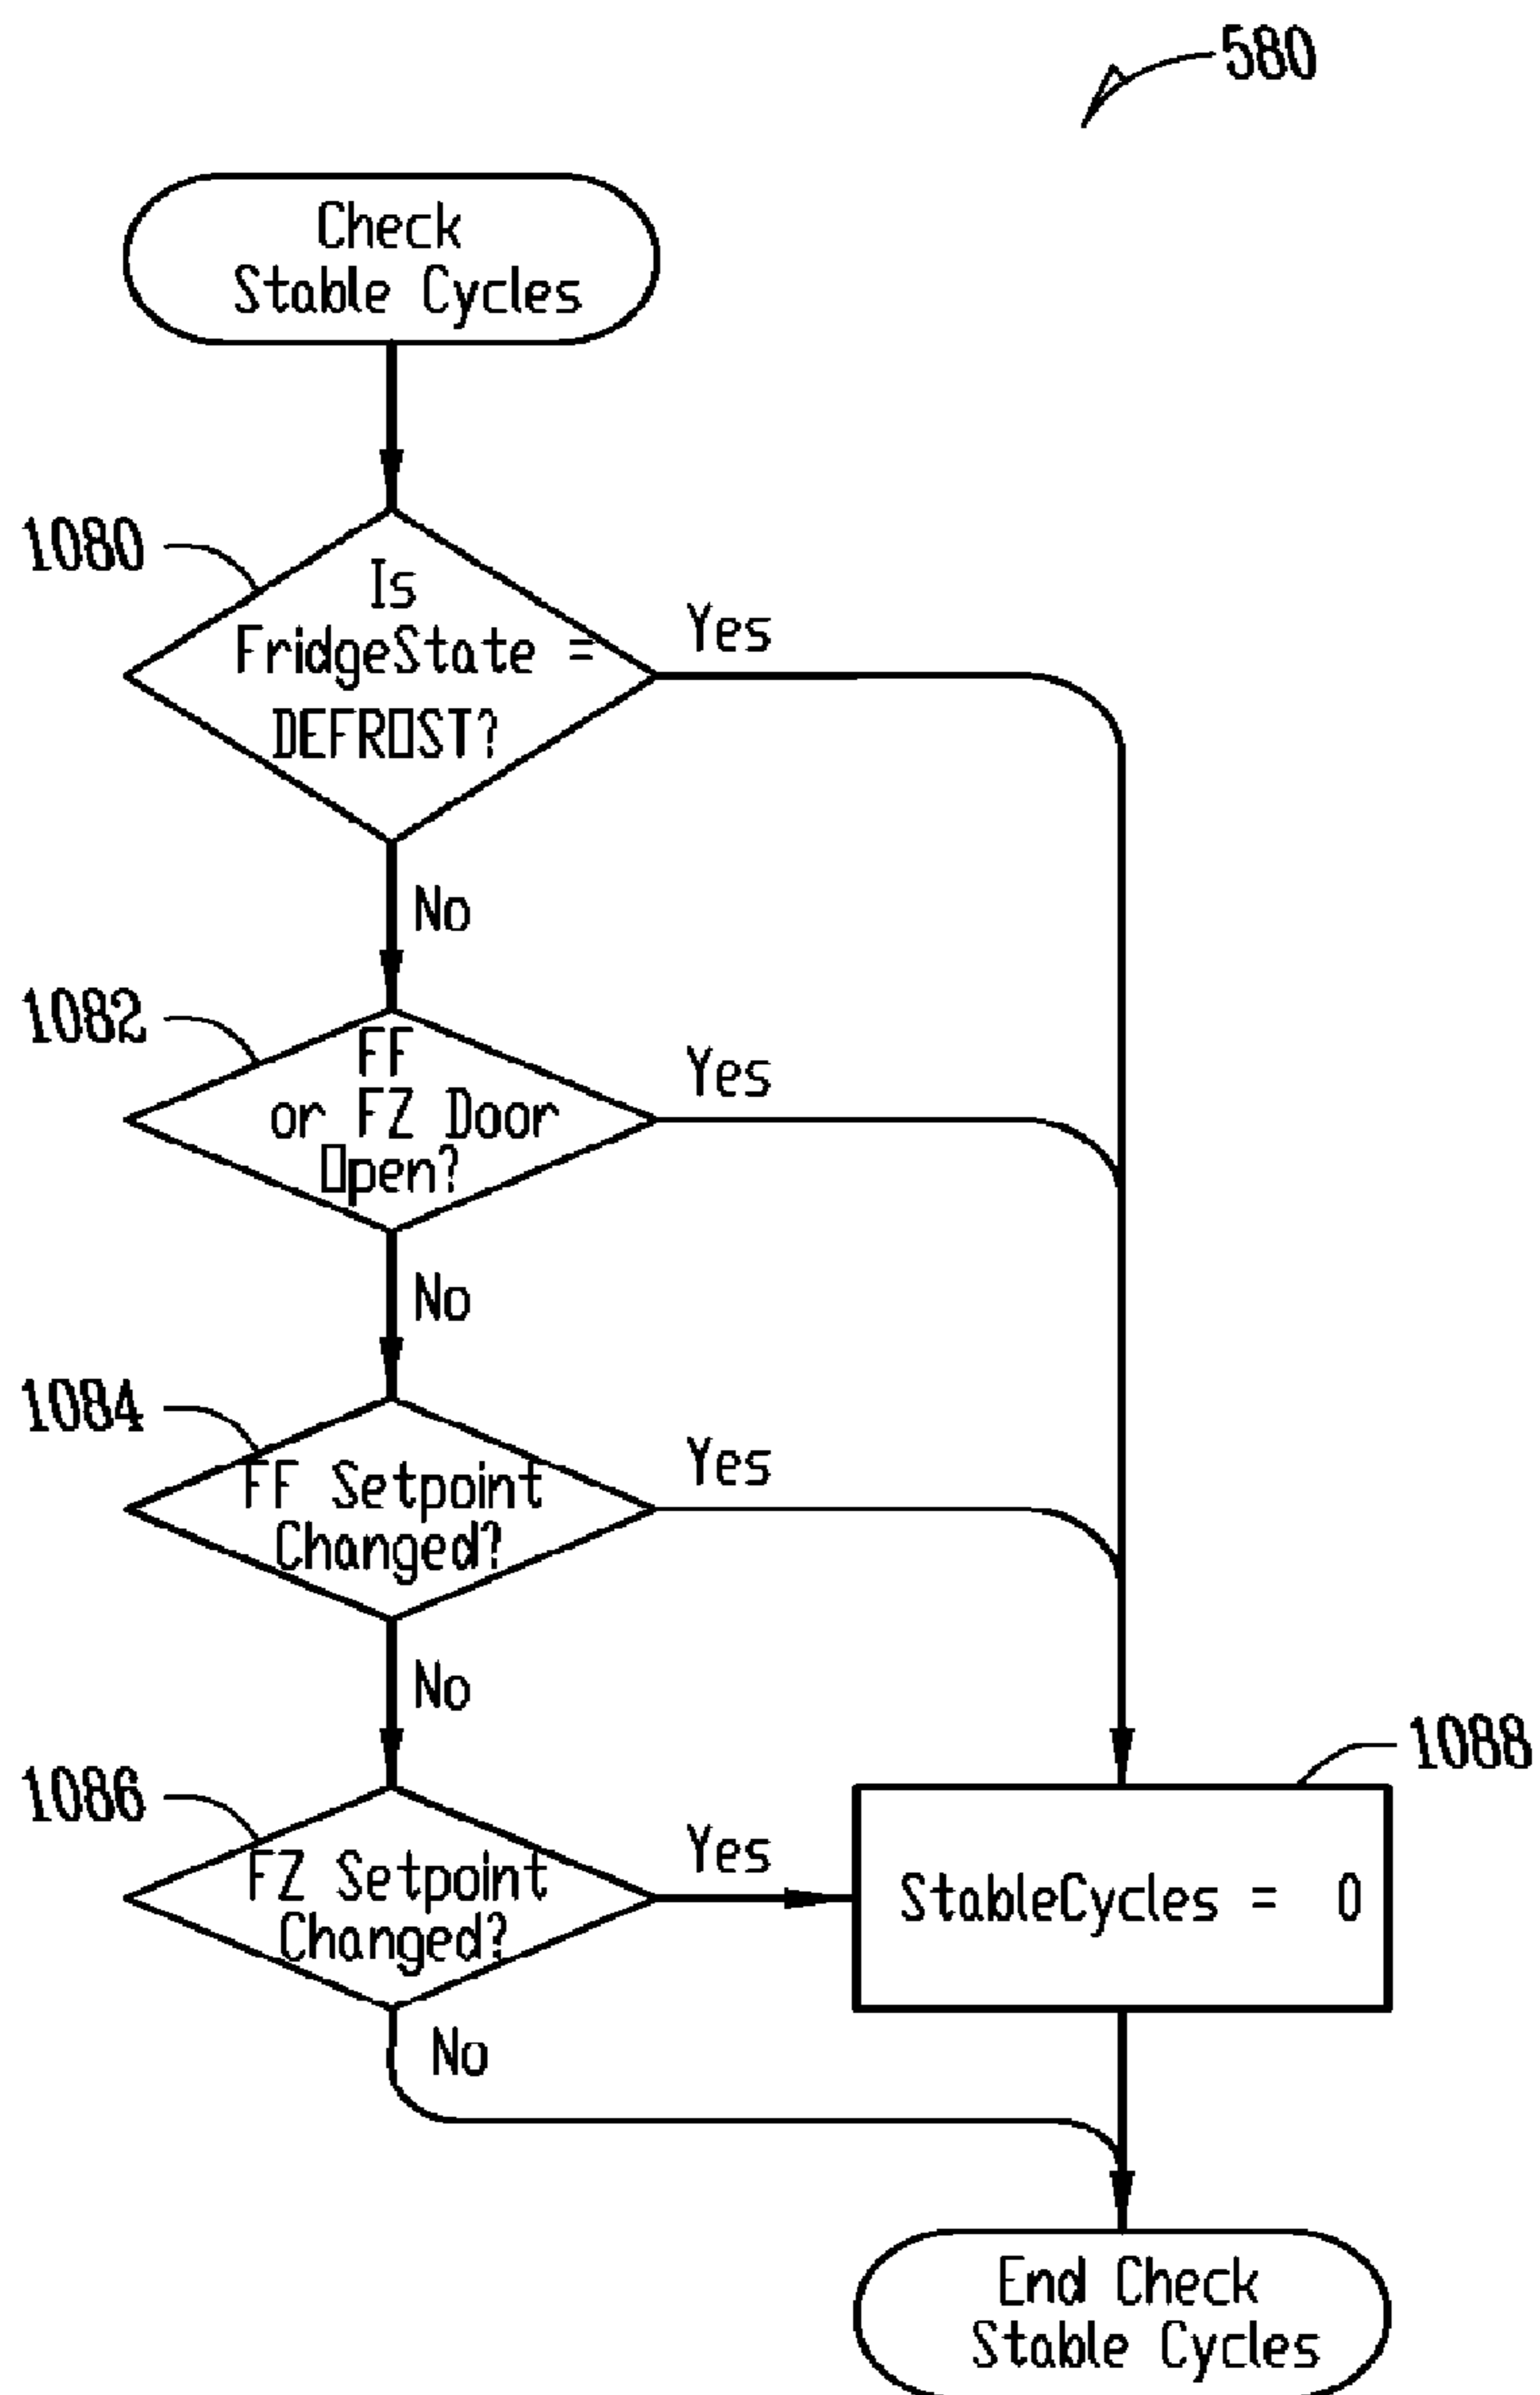 580
Check
Stable Cycles
1080
Is
FridgeState =
DEFROST?
Yes
No
1082
FF
or FZ Door
Open?
Yes
No
1084
FF Setpoint
Changed?
Yes
No
1086
FZ Setpoint
Changed?
Yes
No
1088
StableCycles = 0
End Check
Stable Cycles